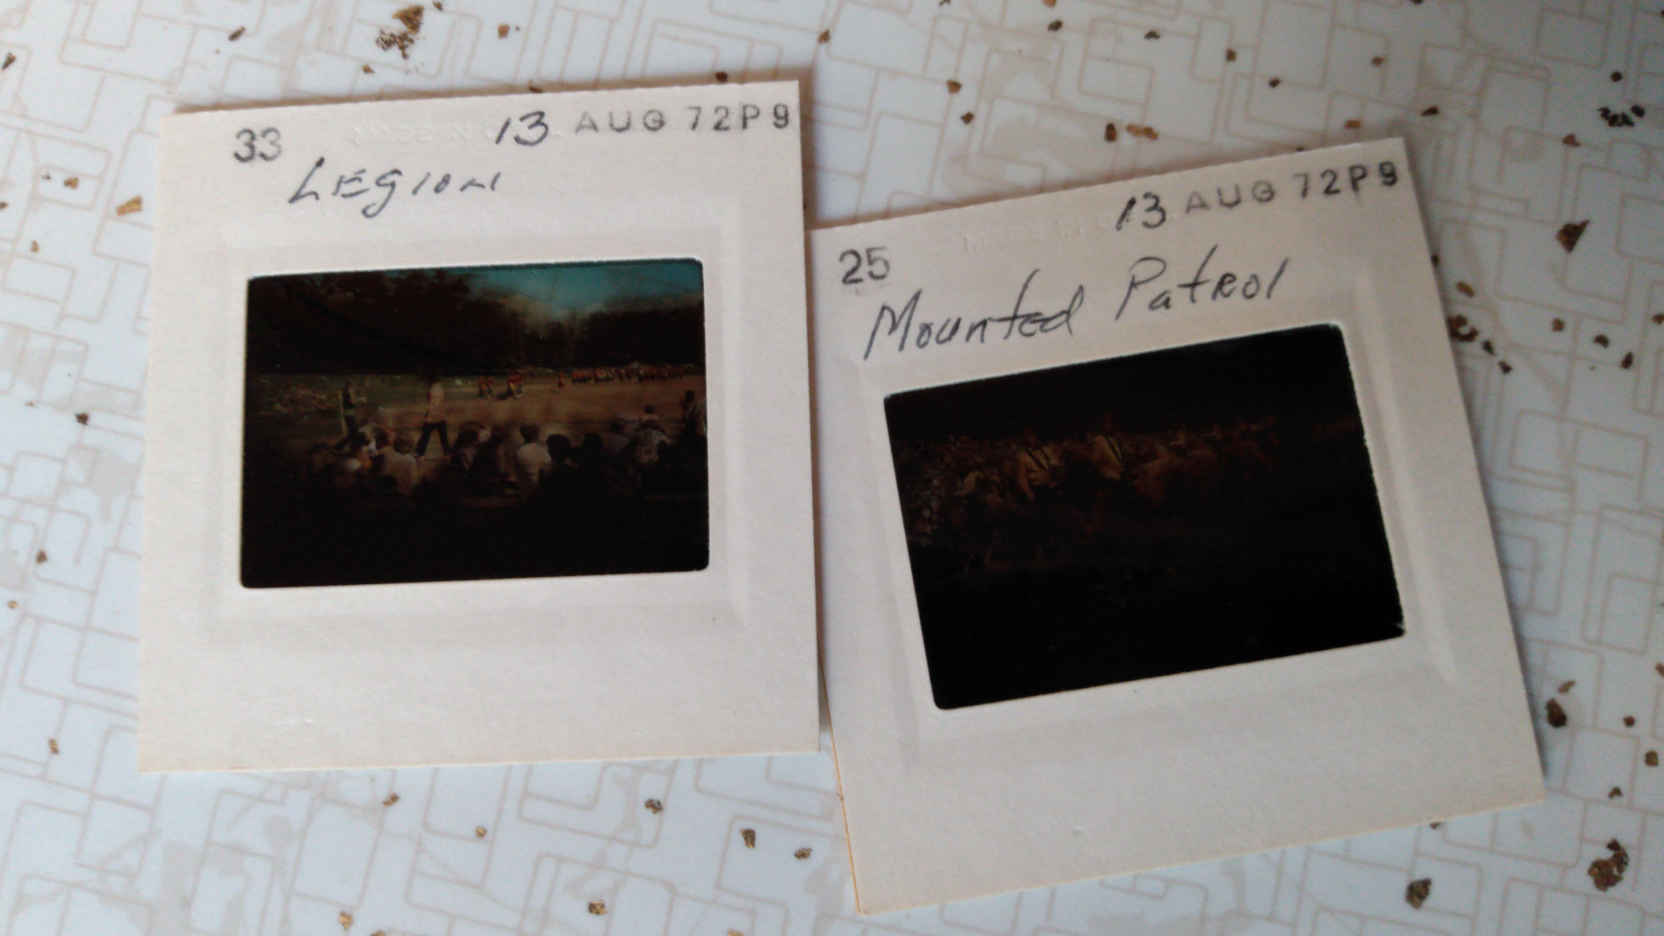 33
13 AUG 72P9
LEgion
13 AUG 72P9
25
Mounted Patrol